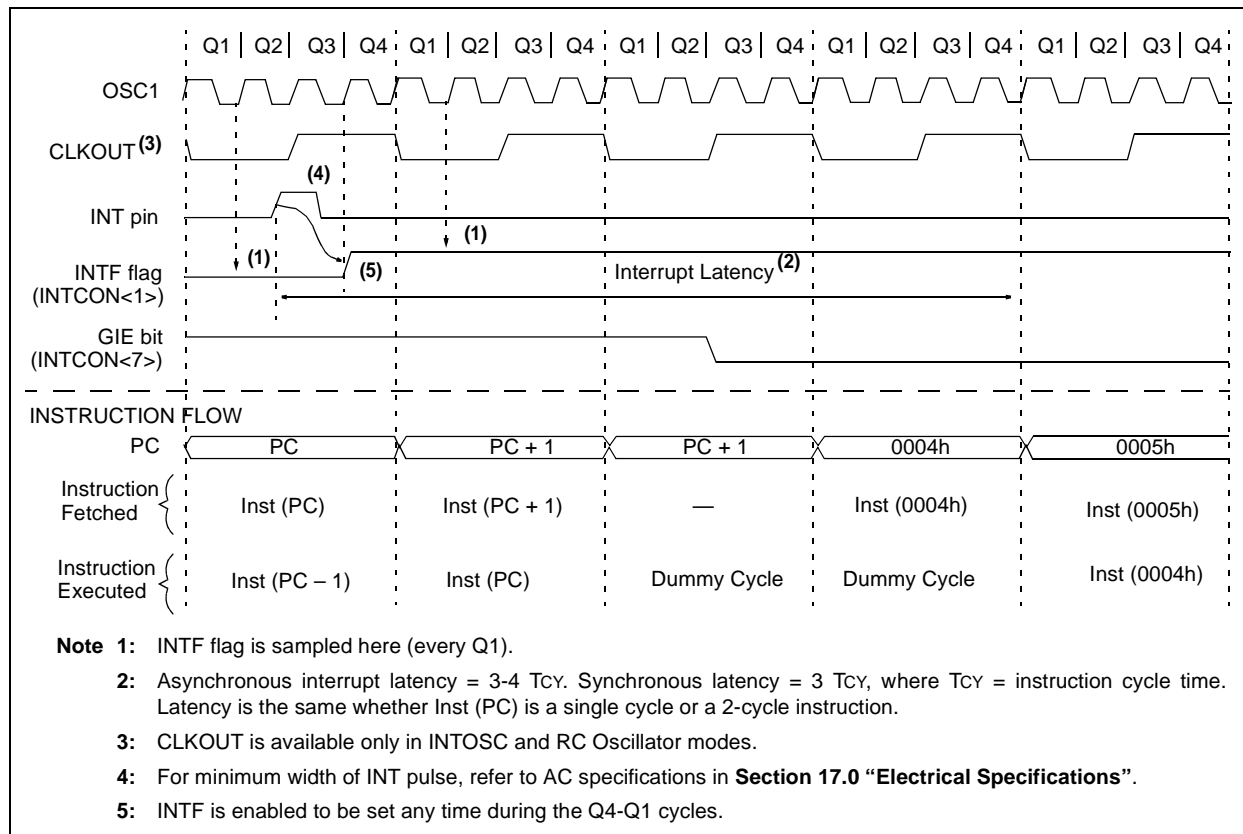 Q1 Q2 Q3 Q4 Q1 Q2 Q3 Q4 Q1 Q2 Q3 Q4 Q1 Q2 Q3 Q4 Q1 Q2 Q3 Q4
OSC1
CLKOUT(3)
(4)
INT pin
(1)
(1)
INTF flag
(INTCON<1>)
(5)
Interrupt Latency(2)
GIE bit
(INTCON<7>)
INSTRUCTION FLOW
PC PC PC + 1 PC + 1 0004h 0005h
Instruction
Fetched
Inst (PC) Inst (PC + 1) — Inst (0004h) Inst (0005h)
Instruction
Executed
Inst (PC – 1) Inst (PC) Dummy Cycle Dummy Cycle Inst (0004h)
Note 1: INTF flag is sampled here (every Q1).
2: Asynchronous interrupt latency = 3-4 TCY. Synchronous latency = 3 TCY, where TCY = instruction cycle time.
Latency is the same whether Inst (PC) is a single cycle or a 2-cycle instruction.
3: CLKOUT is available only in INTOSC and RC Oscillator modes.
4: For minimum width of INT pulse, refer to AC specifications in Section 17.0 “Electrical Specifications”.
5: INTF is enabled to be set any time during the Q4-Q1 cycles.